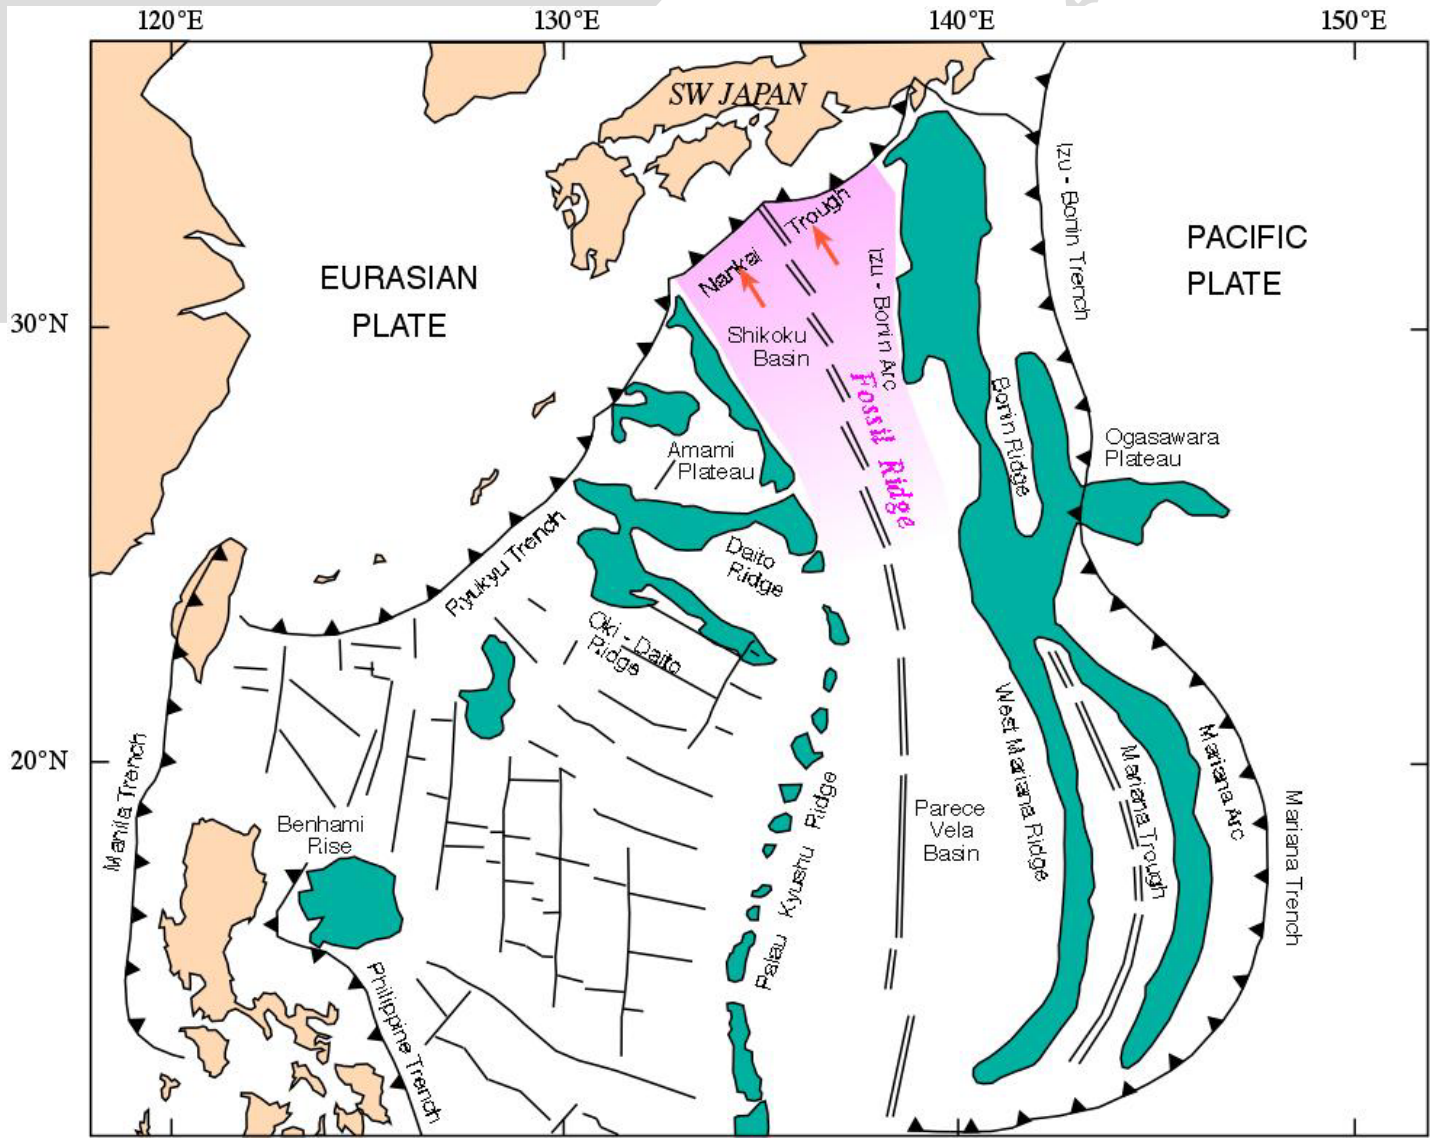 120°E
130°E
140°E
150°E
SW JAPAN
Izu - Bonin Trench
PACIFIC
PLATE
EURASIAN
PLATE
Nankai
Trough
Izu - Bonin Arc
30°N
Shikoku
Basin
Fossil Ridge
Bonin Ridge
Ogasawara
Plateau
Amami
Plateau
Ryukyu Trench
Daito
Ridge
Oki - Daito
Ridge
20°N
Manila Trench
West Mariana Ridge
Mariana Trough
Mariana Arc
Mariana Trench
Benhami
Rise
Palau Kyushu Ridge
Parece
Vela
Basin
Philippine Trench